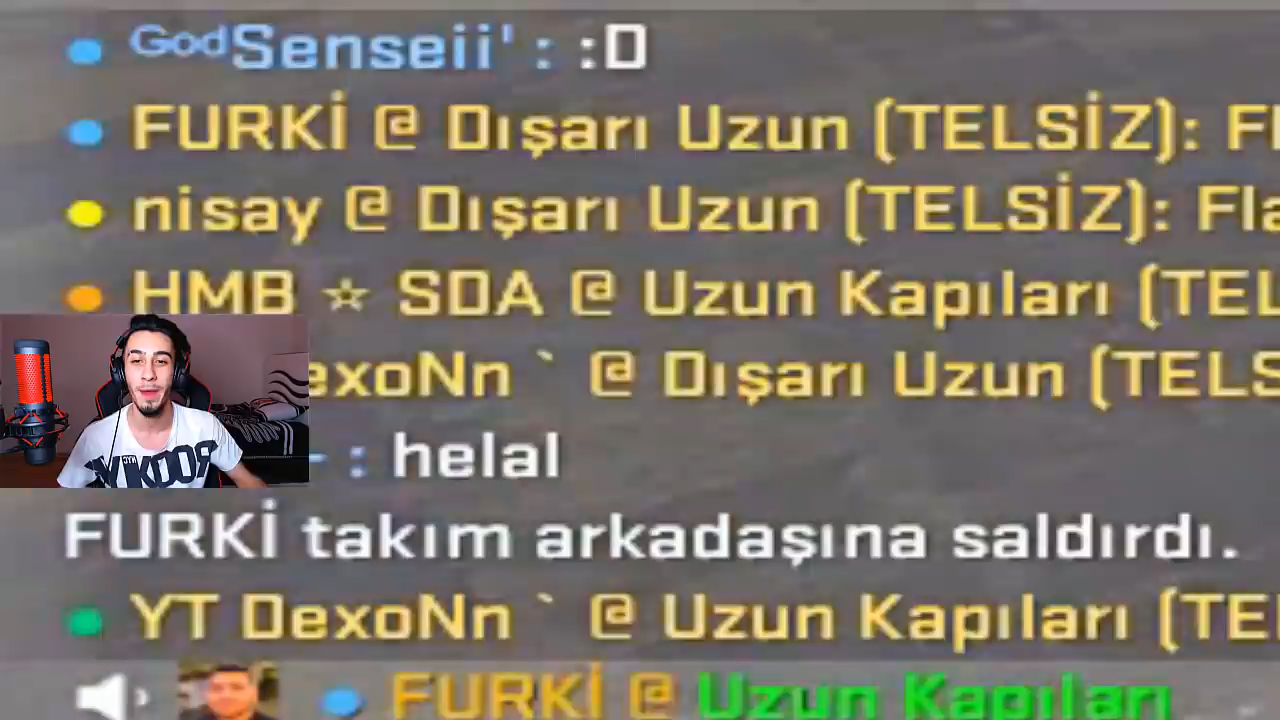 ᴳᵒᵈSenseii' : :D
FURKİ @ Dışarı Uzun (TELSİZ): Fl
nisay @ Dışarı Uzun (TELSİZ): Fla
HMB ☆ SDA @ Uzun Kapıları (TEL
exoNn ` @ Dışarı Uzun (TELS
: helal
FURKİ takım arkadaşına saldırdı.
YT DexoNn ` @ Uzun Kapıları (TE
FURKİ @ Uzun Kapıları